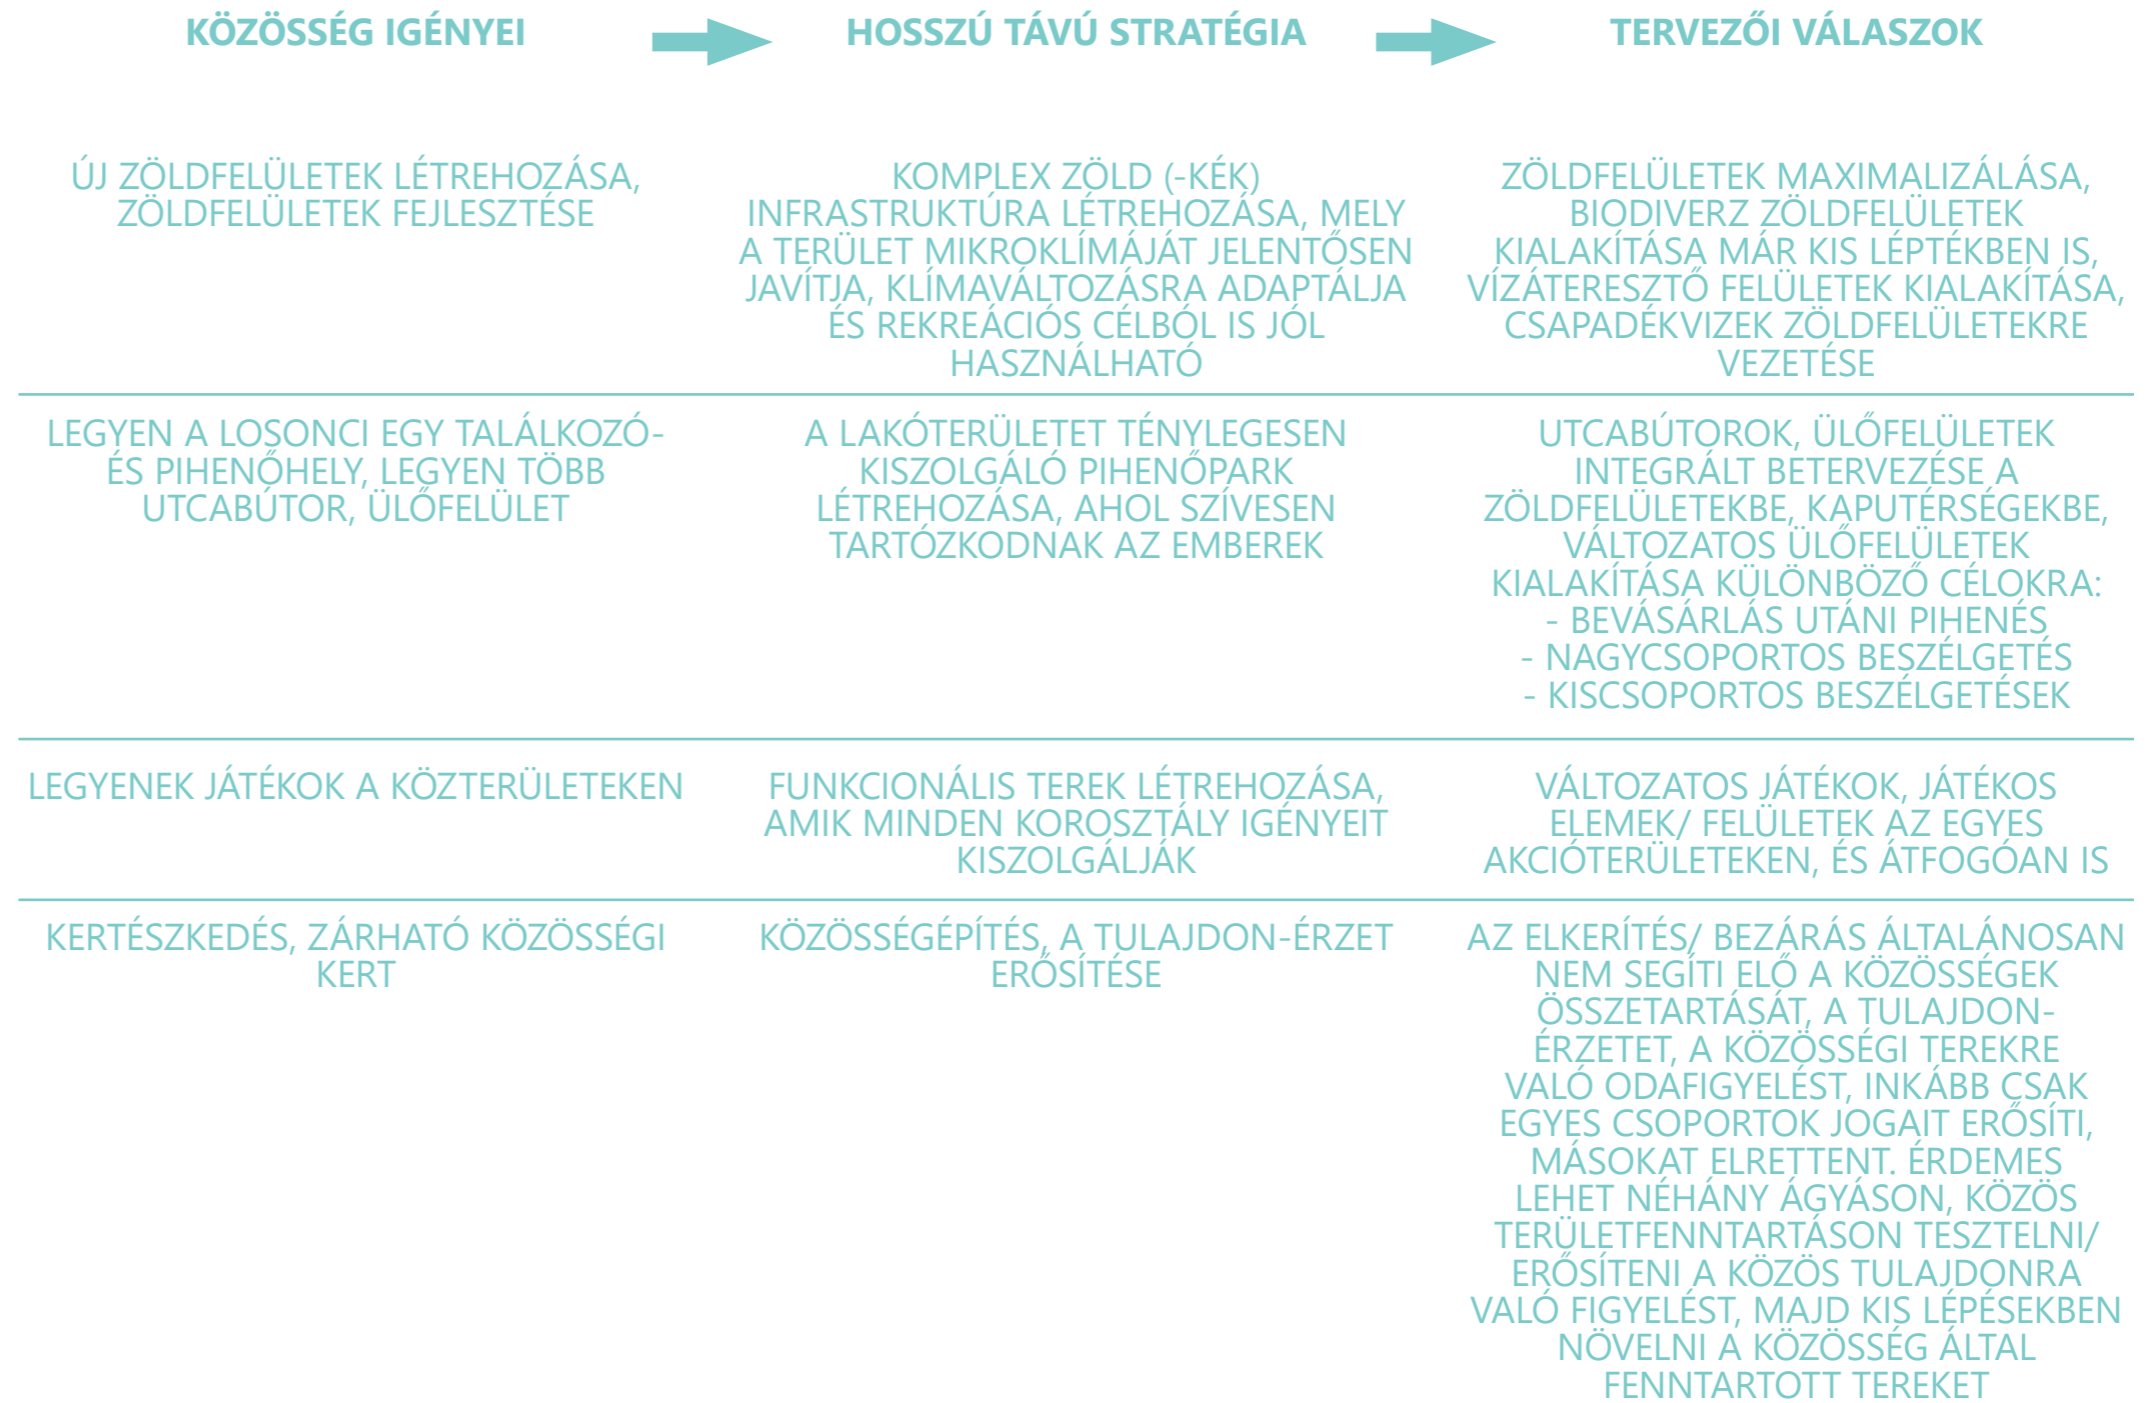 KÖZÖSSÉG IGÉNYEI
HOSSZÚ TÁVÚ STRATÉGIA
TERVEZŐI VÁLASZOK
ÚJ ZÖLDFELÜLETEK LÉTREHOZÁSA,
ZÖLDFELÜLETEK FEJLESZTÉSE
KOMPLEX ZÖLD (-KÉK)
INFRASTRUKTÚRA LÉTREHOZÁSA, MELY
A TERÜLET MIKROKLÍMÁJÁT JELENTŐSEN
JAVÍTJA, KLÍMAVÁLTOZÁSRA ADAPTÁLJA
ÉS REKREÁCIÓS CÉLBÓL IS JÓL
HASZNÁLHATÓ
ZÖLDFELÜLETEK MAXIMALIZÁLÁSA,
BIODIVERZ ZÖLDFELÜLETEK
KIALAKÍTÁSA MÁR KIS LÉPTÉKBEN IS,
VÍZÁTERESZTŐ FELÜLETEK KIALAKÍTÁSA,
CSAPADÉKVIZEK ZÖLDFELÜLETEKRE
VEZETÉSE
LEGYEN A LOSONCI EGY TALÁLKOZÓ-
ÉS PIHENŐHELY, LEGYEN TÖBB
UTCABÚTOR, ÜLŐFELÜLET
A LAKÓTERÜLETET TÉNYLEGESEN
KISZOLGÁLÓ PIHENŐPARK
LÉTREHOZÁSA, AHOL SZÍVESEN
TARTÓZKODNAK AZ EMBEREK
UTCABÚTOROK, ÜLŐFELÜLETEK
INTEGRÁLT BETERVEZÉSE A
ZÖLDFELÜLETEKBE, KAPUTÉRSÉGEKBE,
VÁLTOZATOS ÜLŐFELÜLETEK
KIALAKÍTÁSA KÜLÖNBÖZŐ CÉLOKRA:
- BEVÁSÁRLÁS UTÁNI PIHENÉS
- NAGYCSOPORTOS BESZÉLGETÉS
- KISCSOPORTOS BESZÉLGETÉSEK
LEGYENEK JÁTÉKOK A KÖZTERÜLETEKEN
FUNKCIONÁLIS TEREK LÉTREHOZÁSA,
AMIK MINDEN KOROSZTÁLY IGÉNYEIT
KISZOLGÁLJÁK
VÁLTOZATOS JÁTÉKOK, JÁTÉKOS
ELEMEK/ FELÜLETEK AZ EGYES
AKCIÓTERÜLETEKEN, ÉS ÁTFOGÓAN IS
KERTÉSZKEDÉS, ZÁRHATÓ KÖZÖSSÉGI
KERT
KÖZÖSSÉGÉPÍTÉS, A TULAJDON-ÉRZET
ERŐSÍTÉSE
AZ ELKERÍTÉS/ BEZÁRÁS ÁLTALÁNOSAN
NEM SEGÍTI ELŐ A KÖZÖSSÉGEK
ÖSSZETARTÁSÁT, A TULAJDON-
ÉRZETET, A KÖZÖSSÉGI TEREKRE
VALÓ ODAFIGYELÉST, INKÁBB CSAK
EGYES CSOPORTOK JOGAIT ERŐSÍTI,
MÁSOKAT ELRETTENT. ÉRDEMES
LEHET NÉHÁNY ÁGYÁSON, KÖZÖS
TERÜLETFENNTARTÁSON TESZTELNI/
ERŐSÍTENI A KÖZÖS TULAJDONRA
VALÓ FIGYELÉST, MAJD KIS LÉPÉSEKBEN
NÖVELNI A KÖZÖSSÉG ÁLTAL
FENNTARTOTT TEREKET